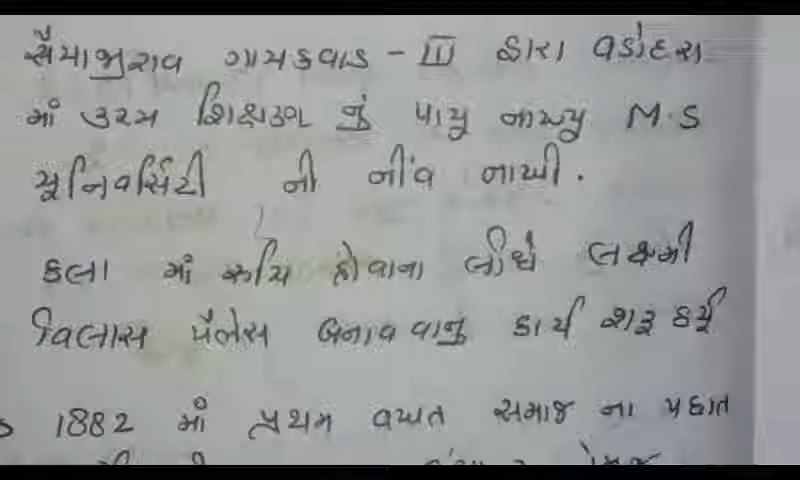 સૈયાજીરાવ ગાયકવાડ - III દ્વારા વડોદરા
માં ઉચ્ચ શિક્ષણ નું પાયુ નાખ્યુ M.S
યૂનિવર્સિટી ની નીંવ નાખી.
કલા માં રુચિ હોવાના લીધે લક્ષ્મી
વિલાસ પૈલેસ બનાવવાનુ કાર્ય શરૂ કર્યુ
1882 માં પ્રથમ વખત સમાજ ના પછાત